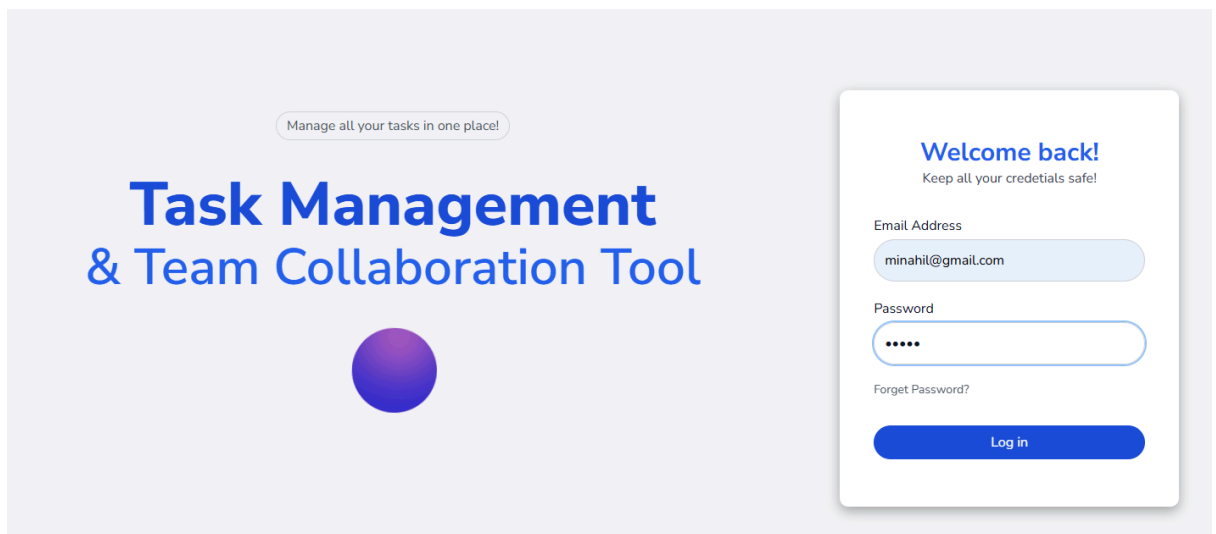 Manage all your tasks in one place!
Task Management
& Team Collaboration Tool
Welcome back!
Keep all your credetials safe!
Email Address
minahil@gmail.com
Password
•••••
Forget Password?
Log in